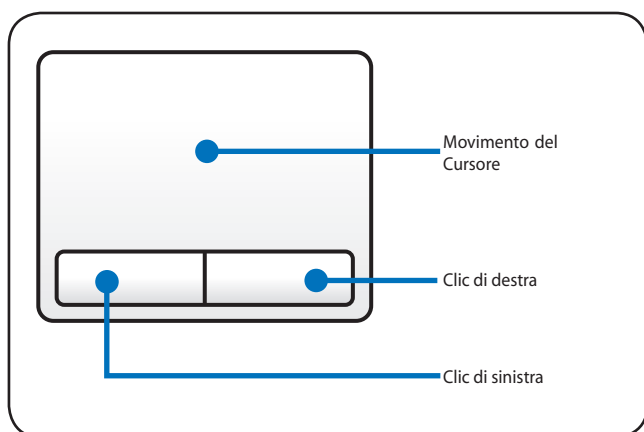 Movimento del
Cursore
Clic di destra
Clic di sinistra